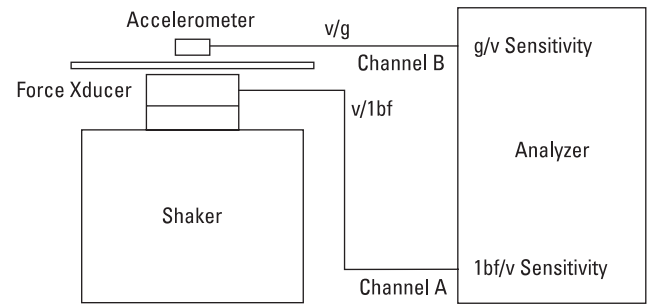 Accelerometer
v/g
g/v Sensitivity
Channel B
Force Xducer
v/1bf
Analyzer
Shaker
1bf/v Sensitivity
Channel A